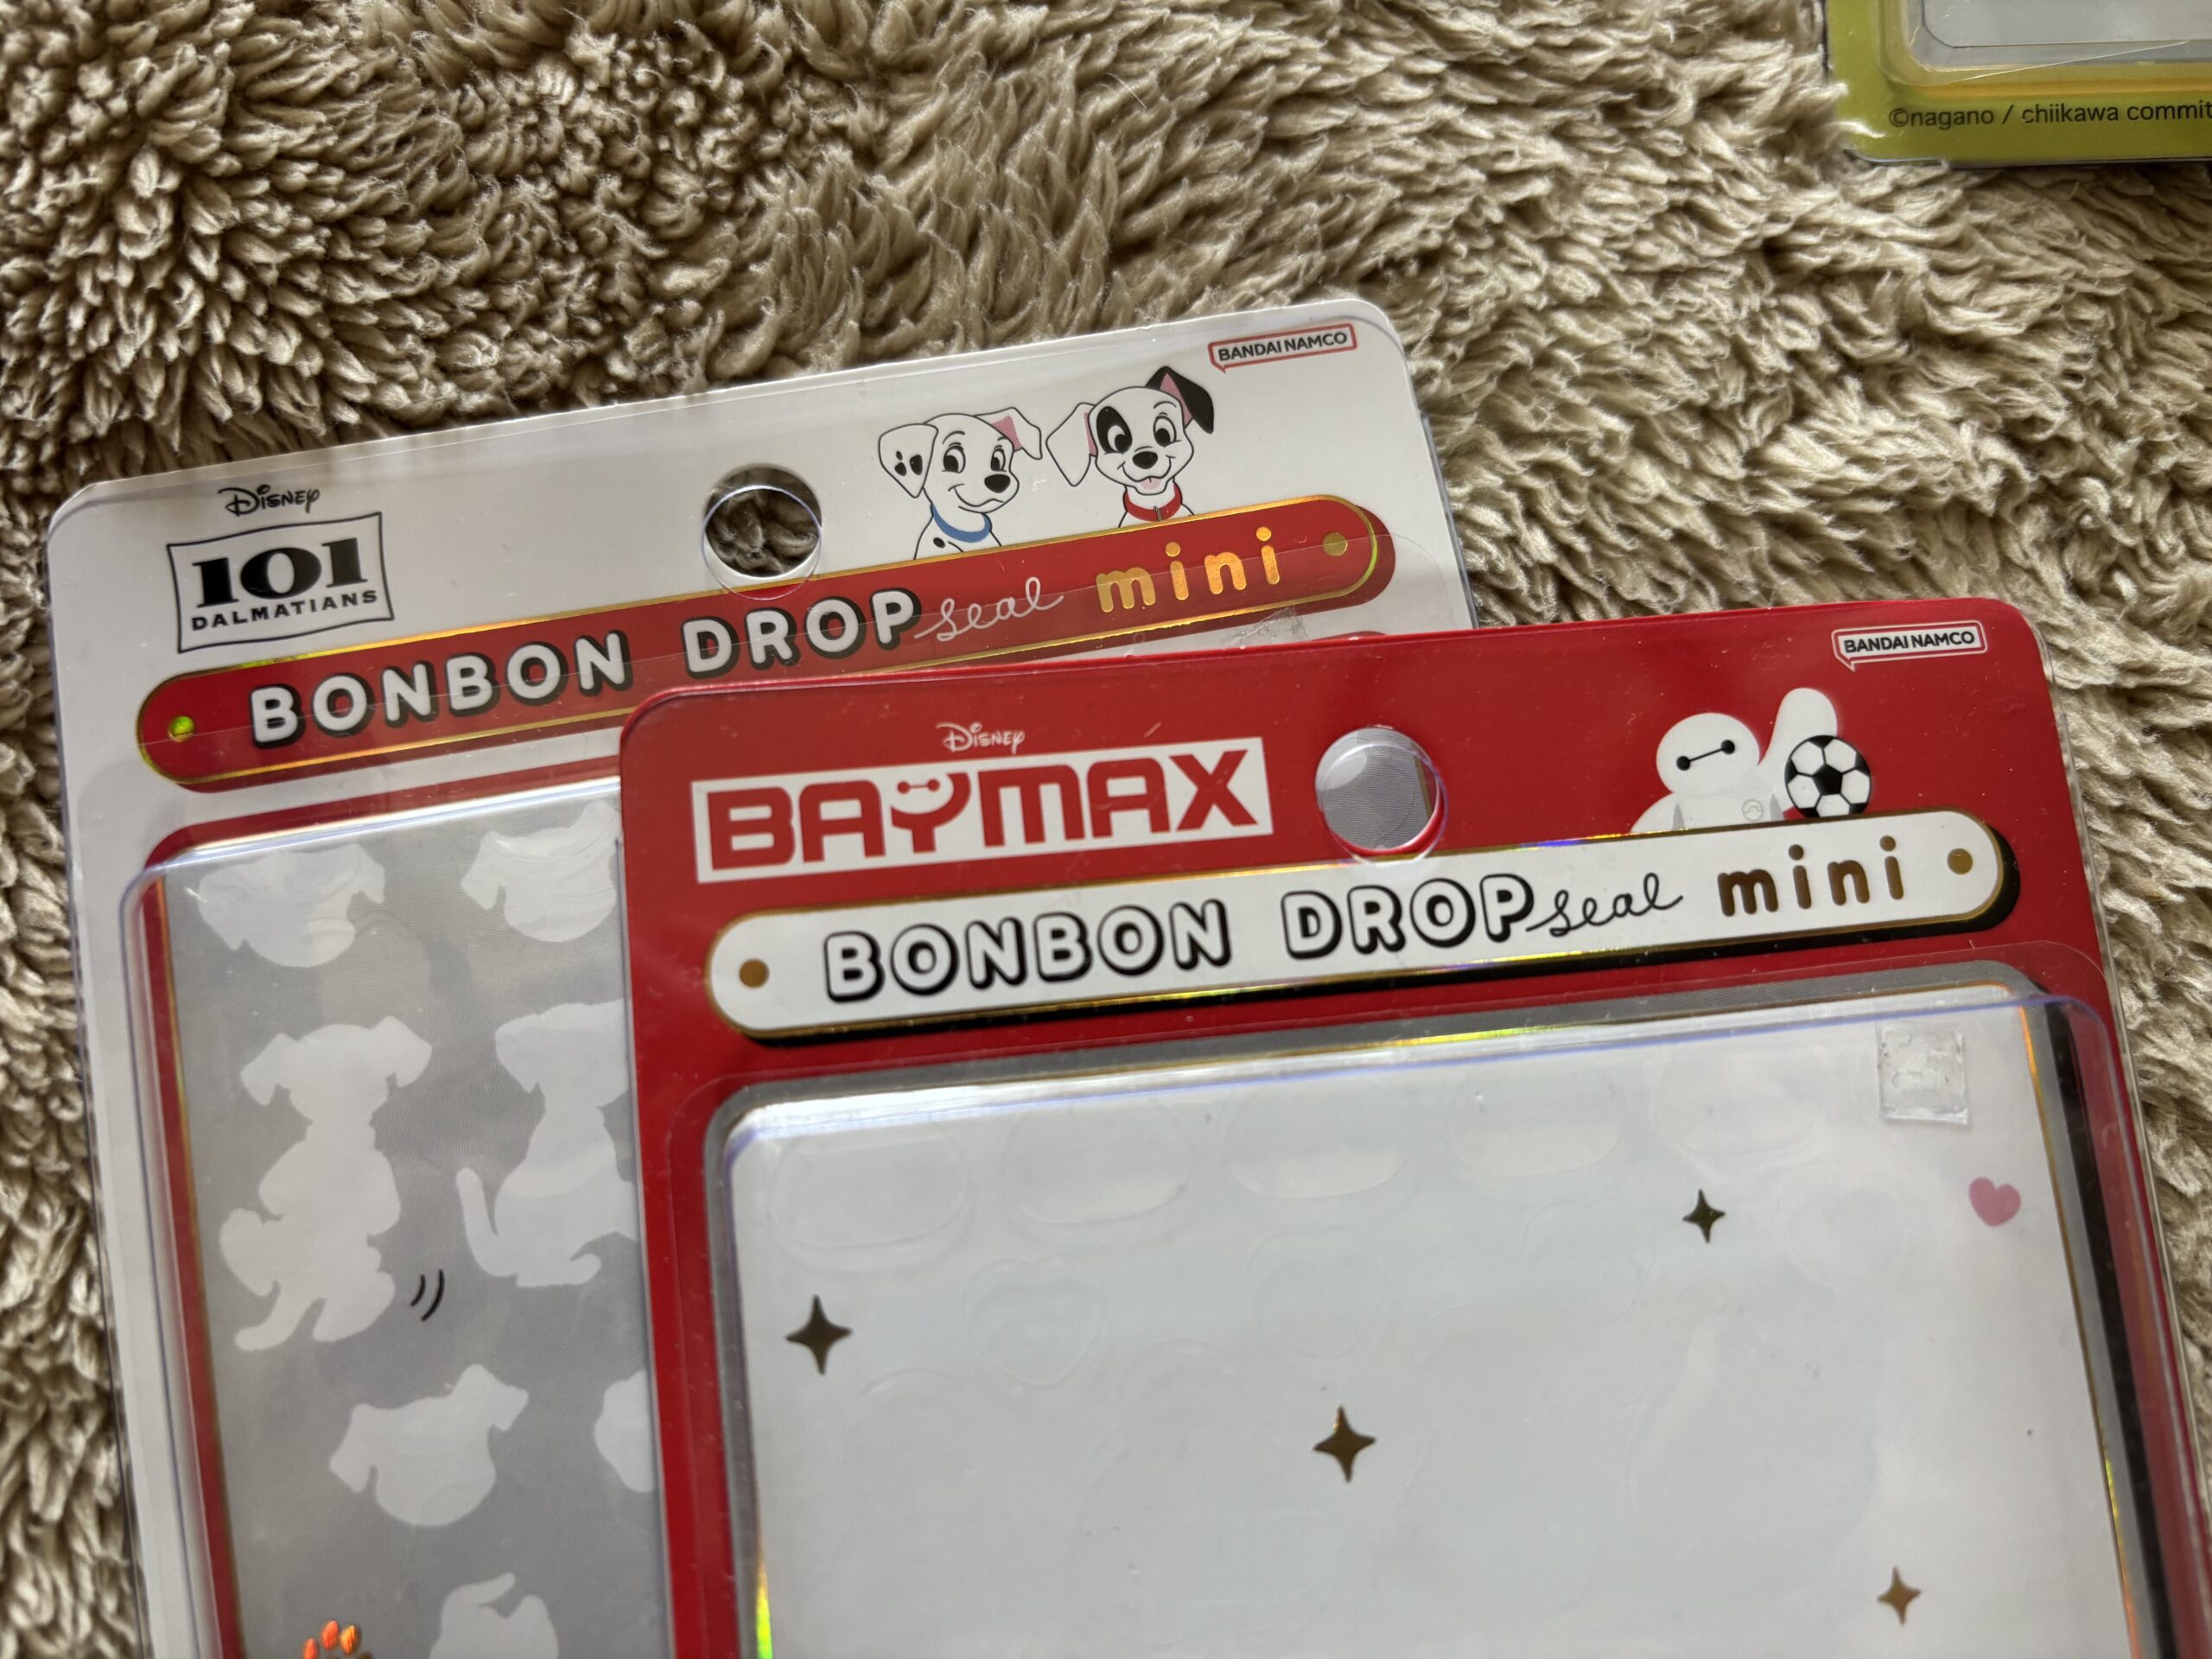 ©nagano / chiikawa commit
BANDAI NAMCO
Disney
101
DALMATIANS
BONBON DROP seal mini
BANDAI NAMCO
Disney
BAYMAX
BONBON DROP seal mini